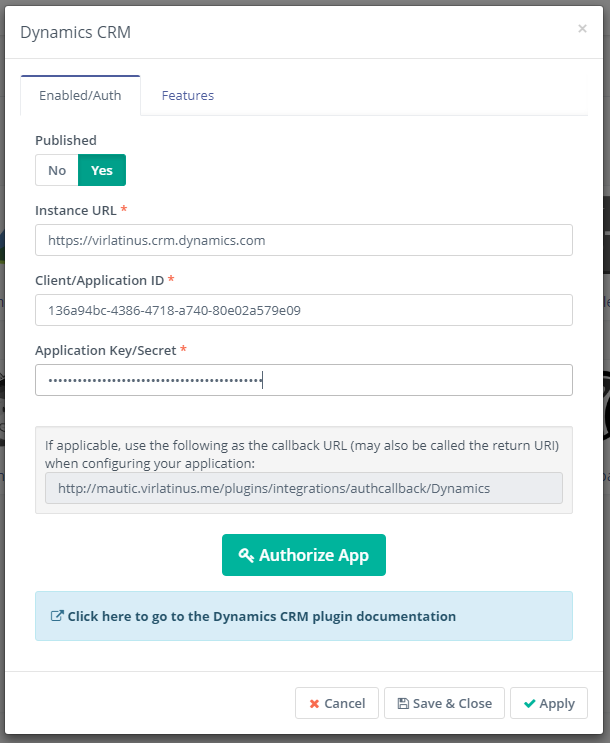 Dynamics CRM
×
Enabled/Auth Features
Published
No Yes
Instance URL *
https://virlatinus.crm.dynamics.com
Client/Application ID *
136a94bc-4386-4718-a740-80e02a579e09
Application Key/Secret *
If applicable, use the following as the callback URL (may also be called the return URI)
when configuring your application:
http://mautic.virlatinus.me/plugins/integrations/authcallback/Dynamics
Authorize App
Click here to go to the Dynamics CRM plugin documentation
Cancel Save & Close Apply